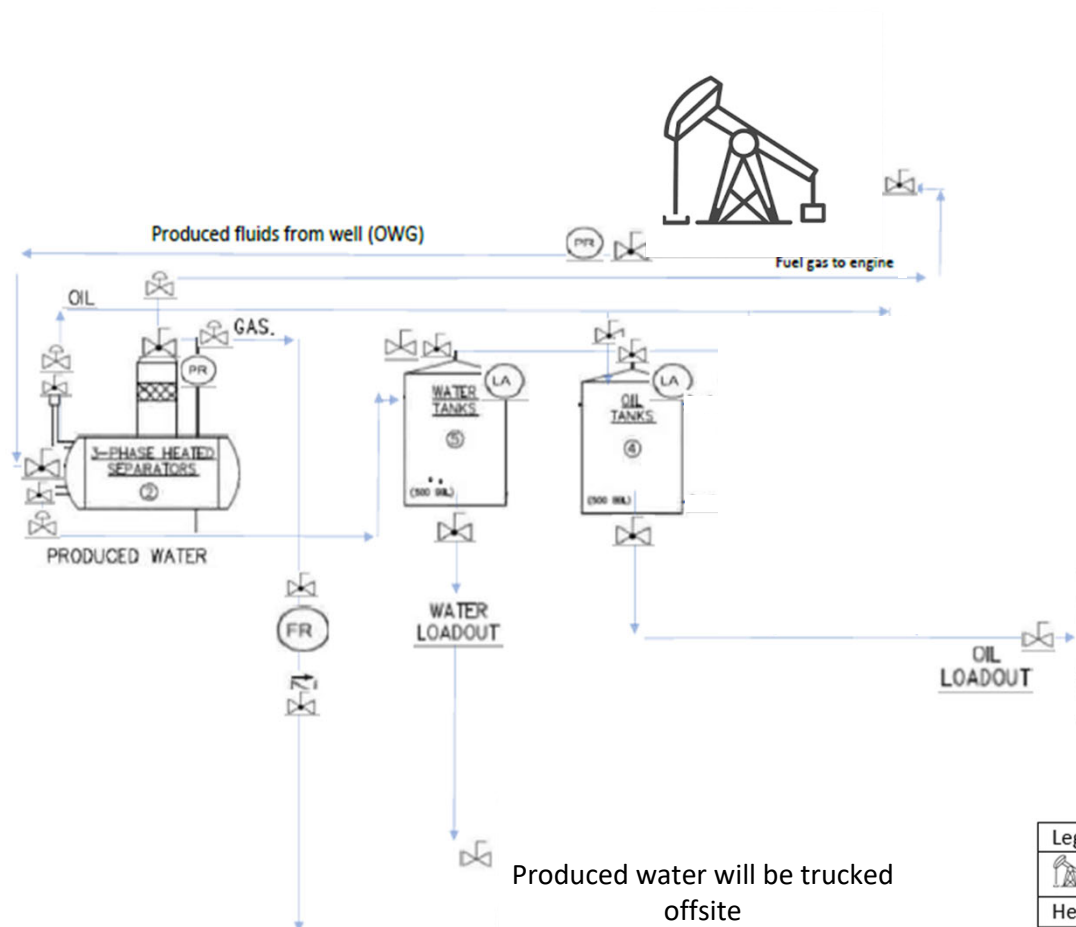 Produced fluids from well (OWG)
PR
Fuel gas to engine
OIL
GAS.
PR
LA
LA
WATER
TANKS
⑤
(500 BBL)
OIL
TANKS
④
(500 BBL)
3-PHASE HEATED
SEPARATORS
②
PRODUCED WATER
FR
WATER
LOADOUT
OIL
LOADOUT
Produced water will be trucked
offsite
Leg
He